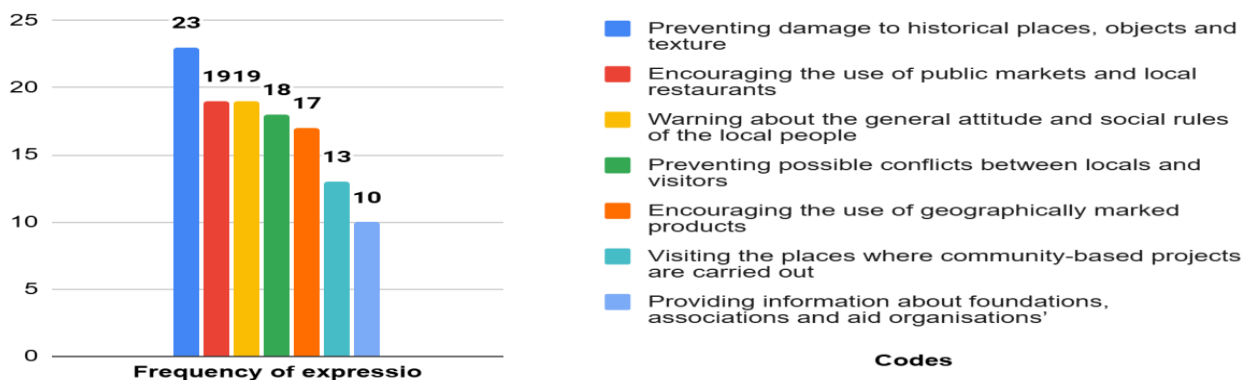 25
23
20
19
19
18
17
15
13
10
10
5
0
Frequency of expressio
Preventing damage to historical places, objects and
texture
Encouraging the use of public markets and local
restaurants
Warning about the general attitude and social rules
of the local people
Preventing possible conflicts between locals and
visitors
Encouraging the use of geographically marked
products
Visiting the places where community-based projects
are carried out
Providing information about foundations,
associations and aid organisations'
Codes